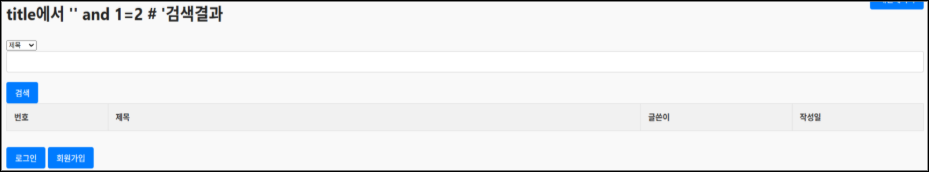 title에서 '' and 1=2 # '검색결과
제목
검색
번호 제목 글쓴이 작성일
로그인 회원가입